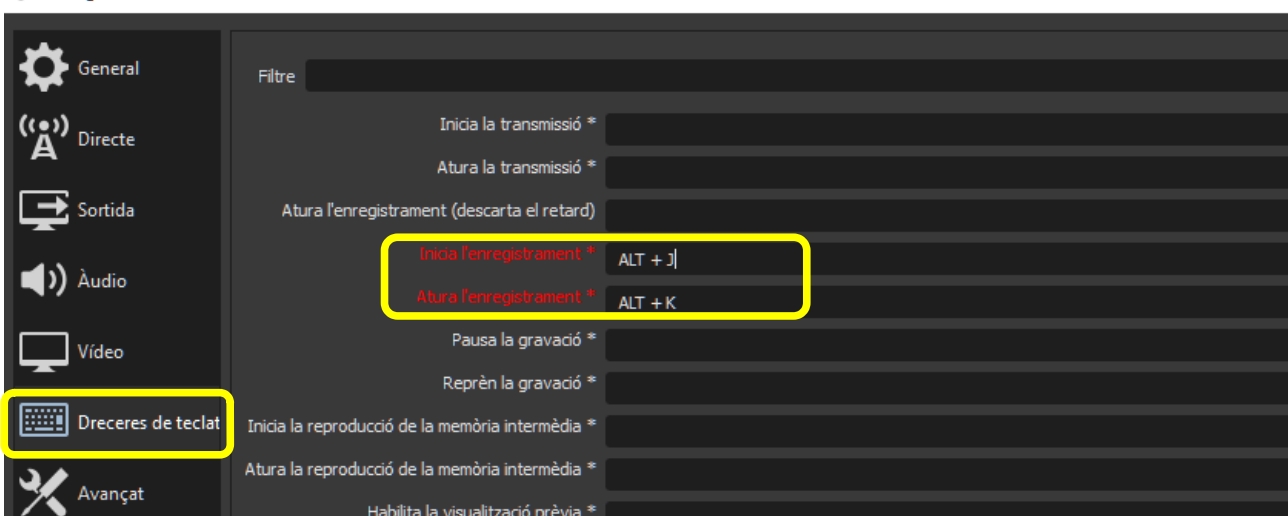 General
Directe
Sortida
Àudio
Vídeo
Dreceres de teclat
Avançat
Filtre
Inicia la transmissió *
Atura la transmissió *
Atura l'enregistrament (descarta el retard)
Inicia l'enregistrament * ALT + J
Atura l'enregistrament * ALT + K
Pausa la gravació *
Reprèn la gravació *
Inicia la reproducció de la memòria intermèdia *
Atura la reproducció de la memòria intermèdia *
Habilita la visualització prèvia *